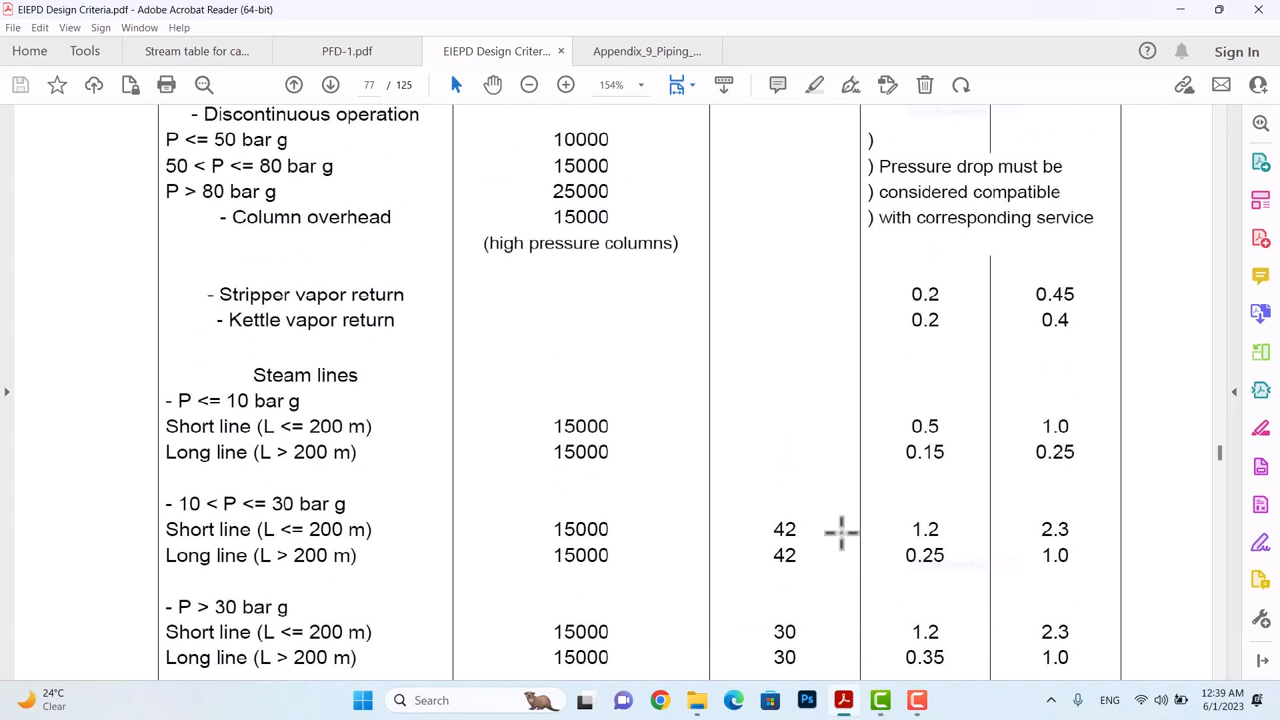 EIEPD Design Criteria.pdf - Adobe Acrobat Reader (64-bit)
File Edit View Sign Window Help
Home Tools Stream table for ca... PFD-1.pdf EIEPD Design Criter... × Appendix_9_Piping_... Sign In
77 / 125 154%
- Discontinuous operation
P <= 50 bar g 10000 )
50 < P <= 80 bar g 15000 ) Pressure drop must be
P > 80 bar g 25000 ) considered compatible
- Column overhead 15000 ) with corresponding service
(high pressure columns)
- Stripper vapor return 0.2 0.45
- Kettle vapor return 0.2 0.4
Steam lines
- P <= 10 bar g
Short line (L <= 200 m) 15000 0.5 1.0
Long line (L > 200 m) 15000 0.15 0.25
- 10 < P <= 30 bar g
Short line (L <= 200 m) 15000 42 1.2 2.3
Long line (L > 200 m) 15000 42 0.25 1.0
- P > 30 bar g
Short line (L <= 200 m) 15000 30 1.2 2.3
Long line (L > 200 m) 15000 30 0.35 1.0
24°C
Clear
Search
Ps
ENG
12:39 AM
6/1/2023